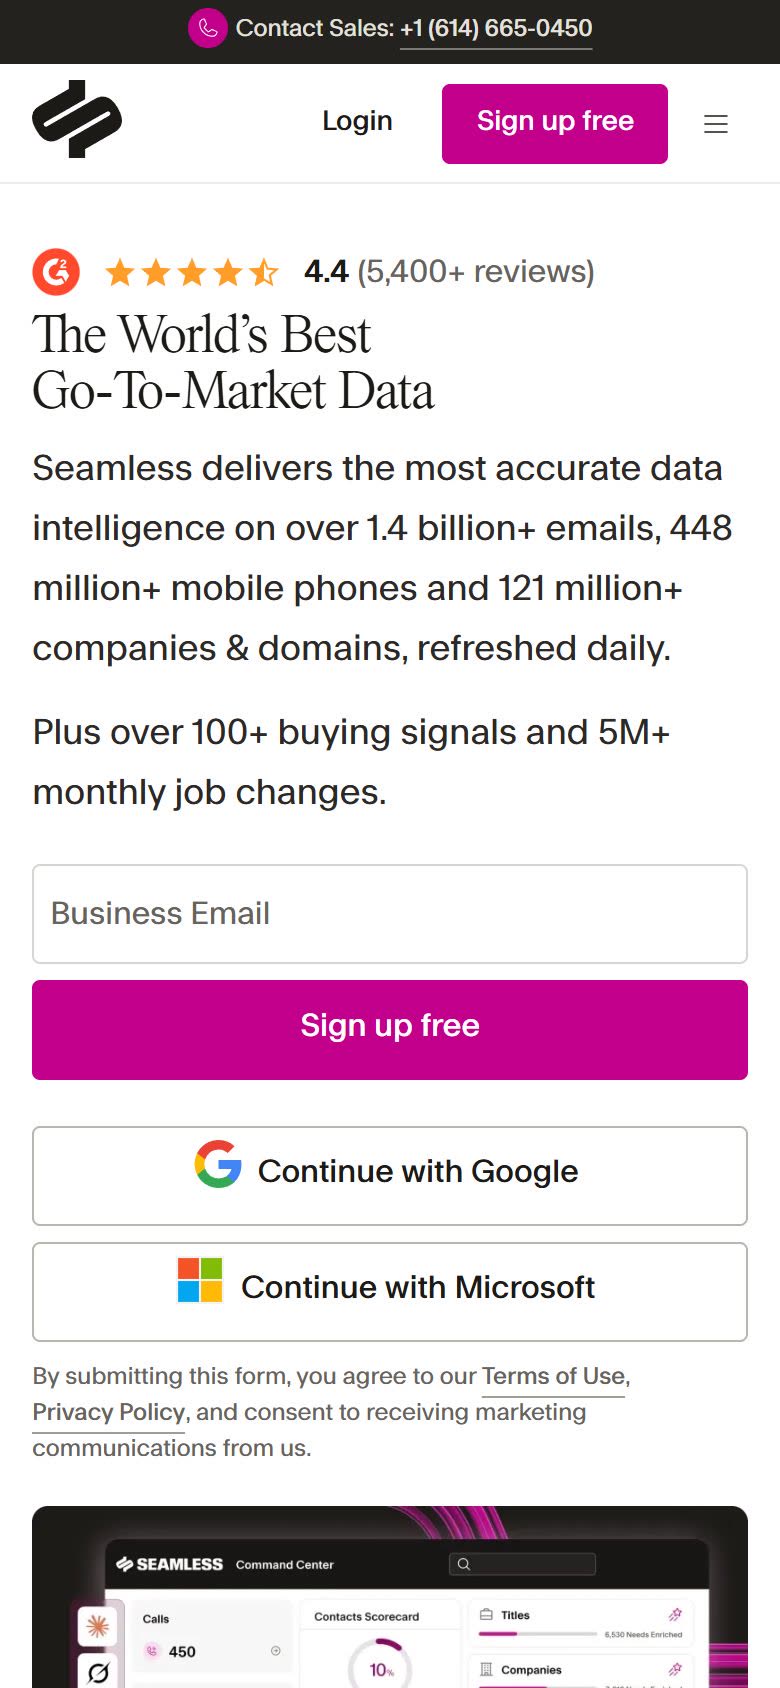 Contact Sales: +1 (614) 665-0450
Login
Sign up free
4.4 (5,400+ reviews)
The World's Best
Go-To-Market Data
Seamless delivers the most accurate data
intelligence on over 1.4 billion+ emails, 448
million+ mobile phones and 121 million+
companies & domains, refreshed daily.
Plus over 100+ buying signals and 5M+
monthly job changes.
Business Email
Sign up free
Continue with Google
Continue with Microsoft
By submitting this form, you agree to our Terms of Use,
Privacy Policy, and consent to receiving marketing
communications from us.
SEAMLESS Command Center
Calls
450
Contacts Scorecard
10%
Titles
6,530 Needs Enriched
Companies